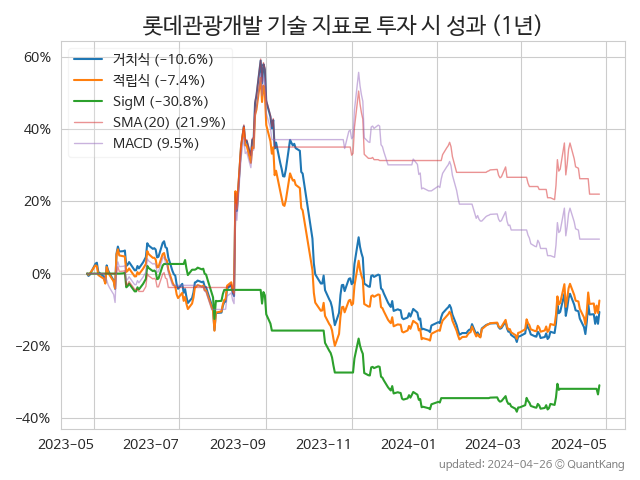 롯데관광개발 기술 지표로 투자 시 성과 (1년)
60%
40%
20%
0%
−20%
−40%
거치식 (−10.6%)
적립식 (−7.4%)
SigM (−30.8%)
SMA(20) (21.9%)
MACD (9.5%)
2023-05 2023-07 2023-09 2023-11 2024-01 2024-03 2024-05
updated: 2024-04-26 © QuantKang